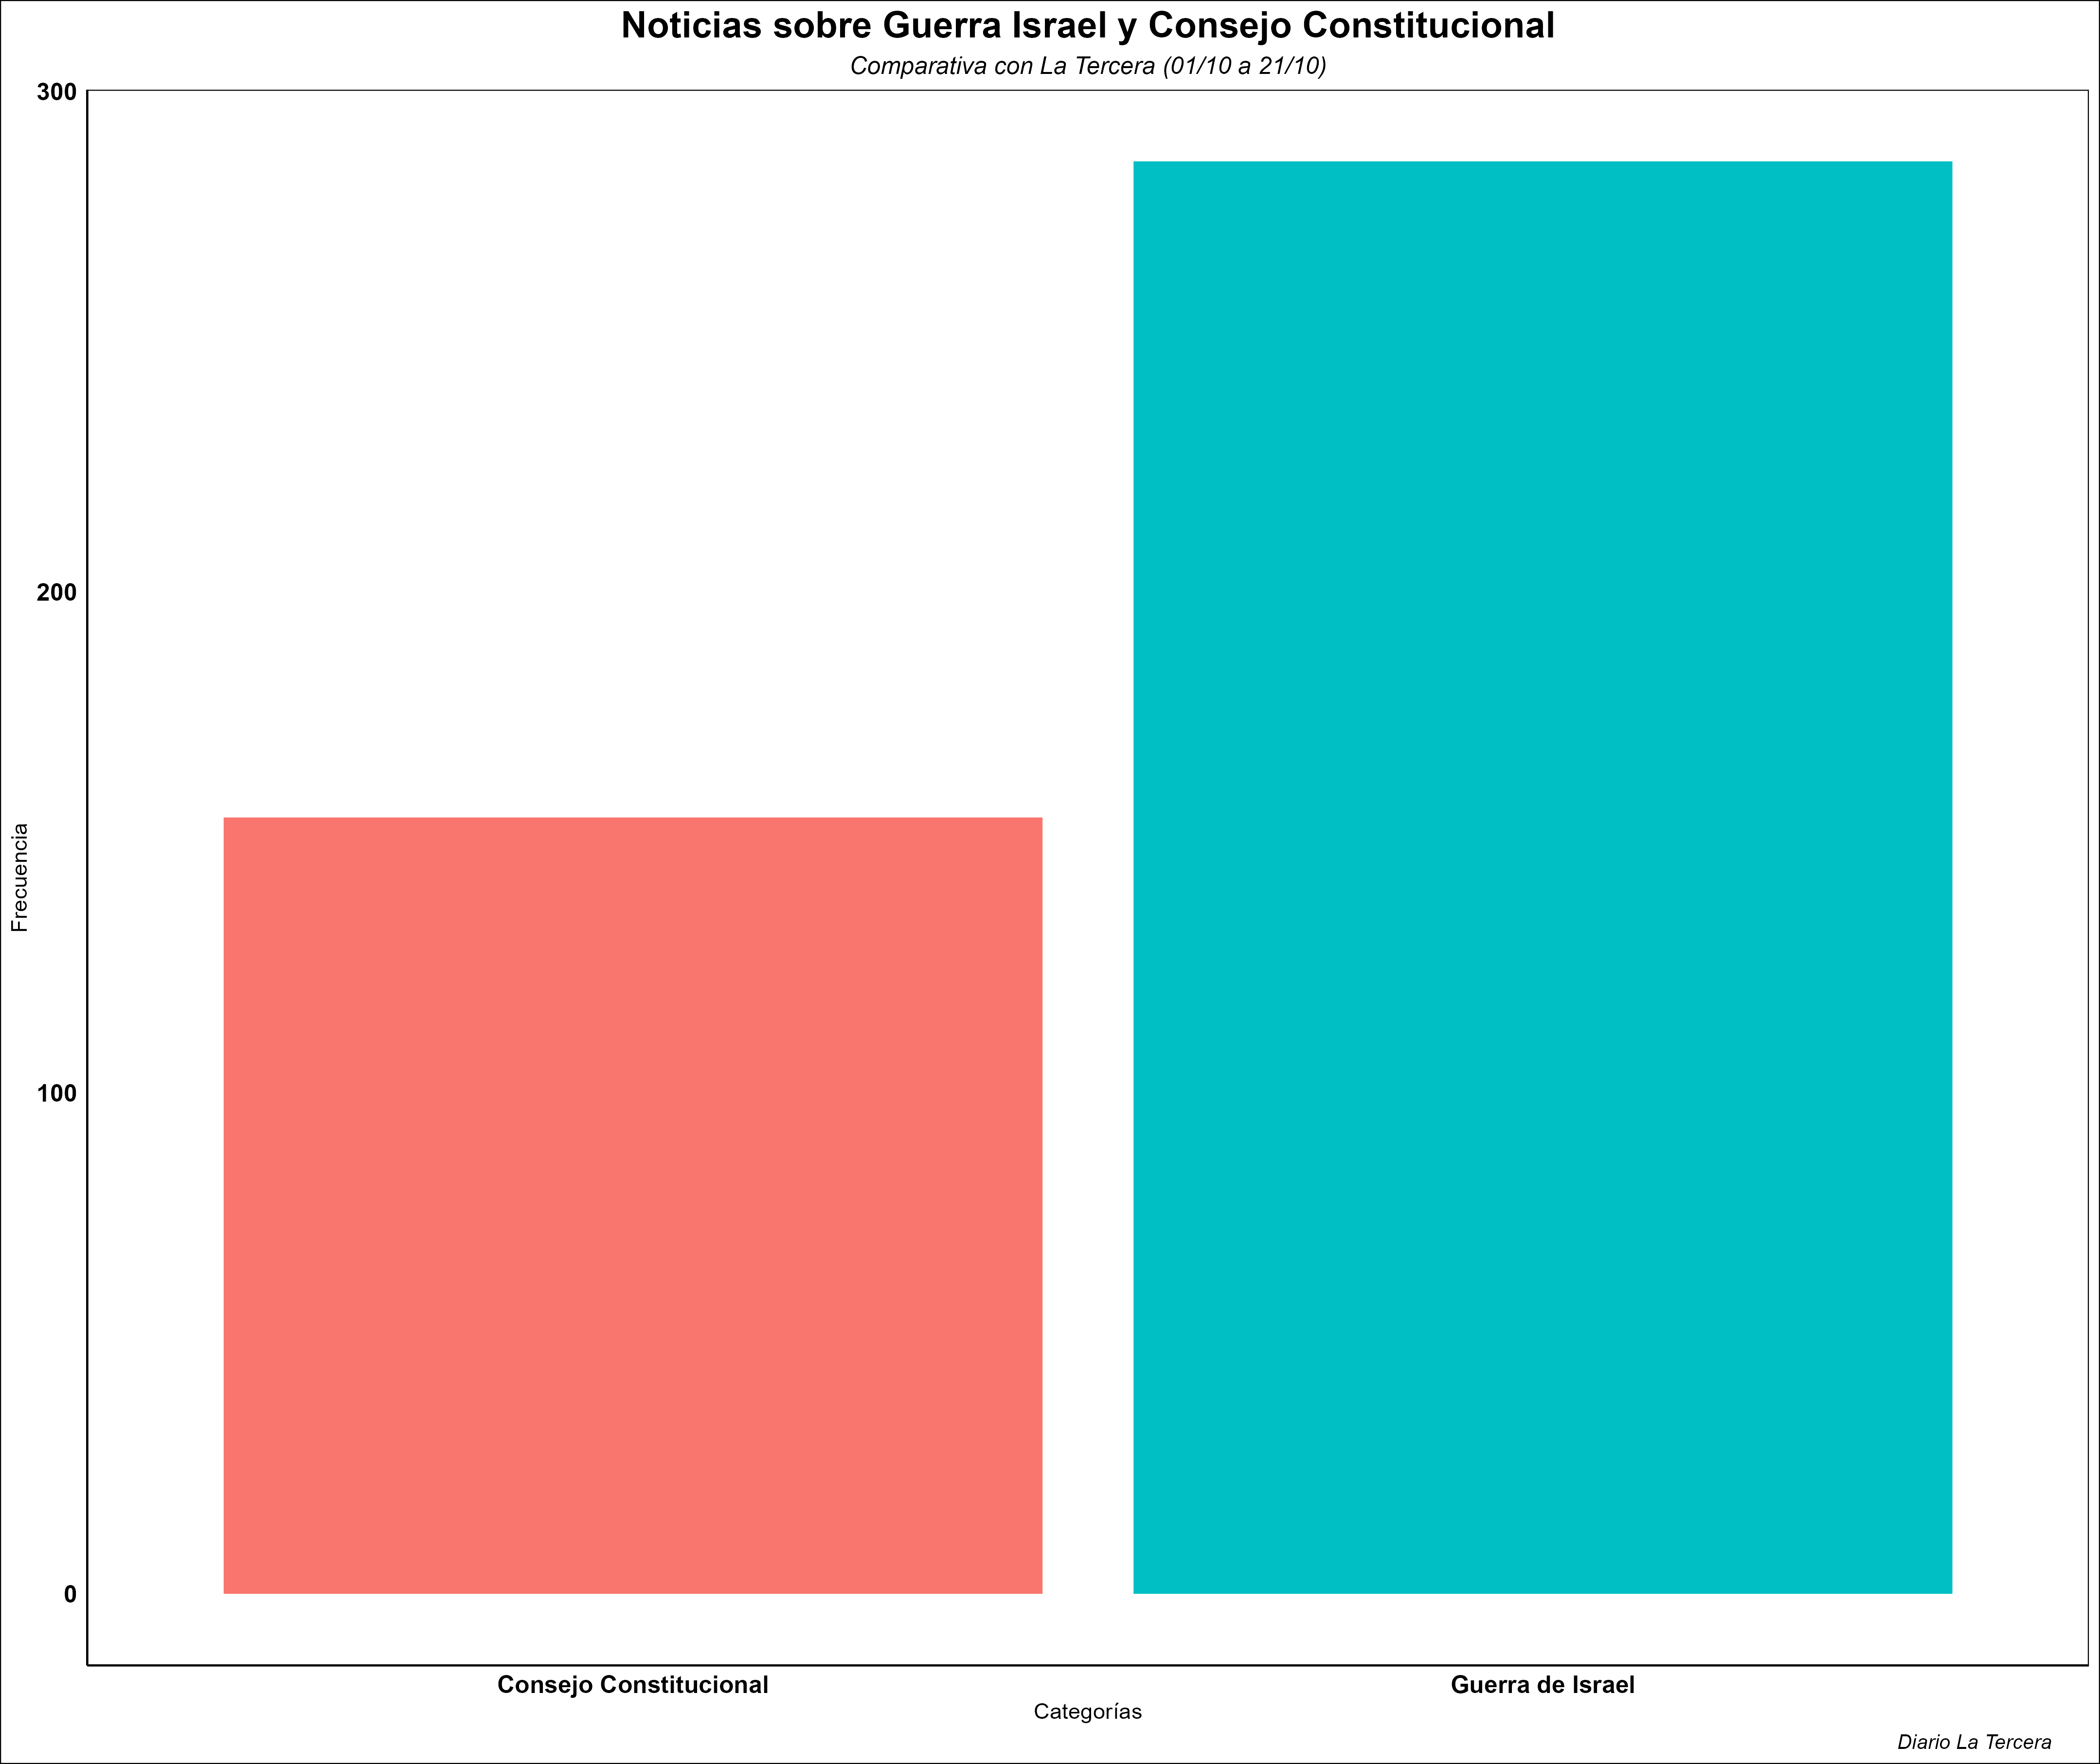 Noticias sobre Guerra Israel y Consejo Constitucional
Comparativa con La Tercera (01/10 a 21/10)
300
200
100
0
Frecuencia
Consejo Constitucional
Guerra de Israel
Categorías
Diario La Tercera